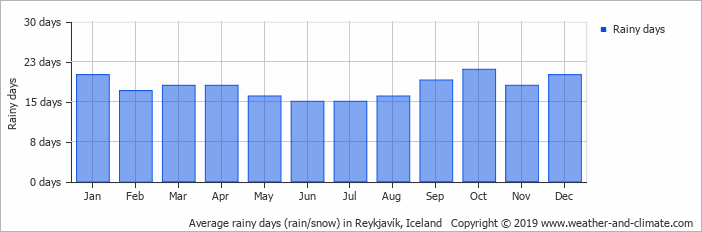 30 days
23 days
15 days
8 days
0 days
Rainy days
Jan Feb Mar Apr May Jun Jul Aug Sep Oct Nov Dec
Rainy days
Average rainy days (rain/snow) in Reykjavík, Iceland Copyright © 2019 www.weather-and-climate.com